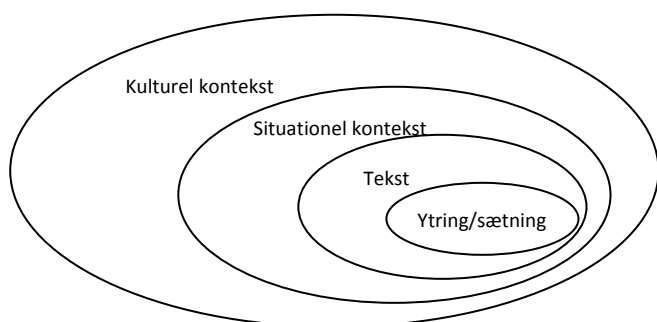 Kulturel kontekst
Situationel kontekst
Tekst
Ytring/sætning